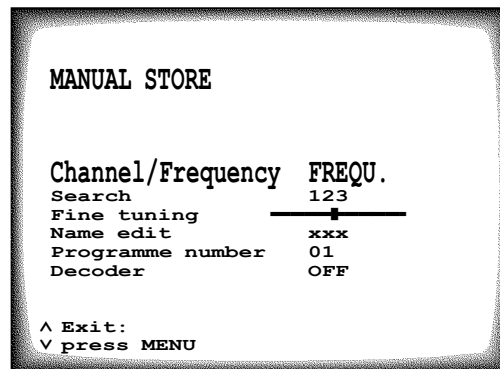 MANUAL STORE
Channel/Frequency FREQU.
Search 123
Fine tuning
Name edit xxx
Programme number 01
Decoder OFF
∧ Exit:
∨ press MENU